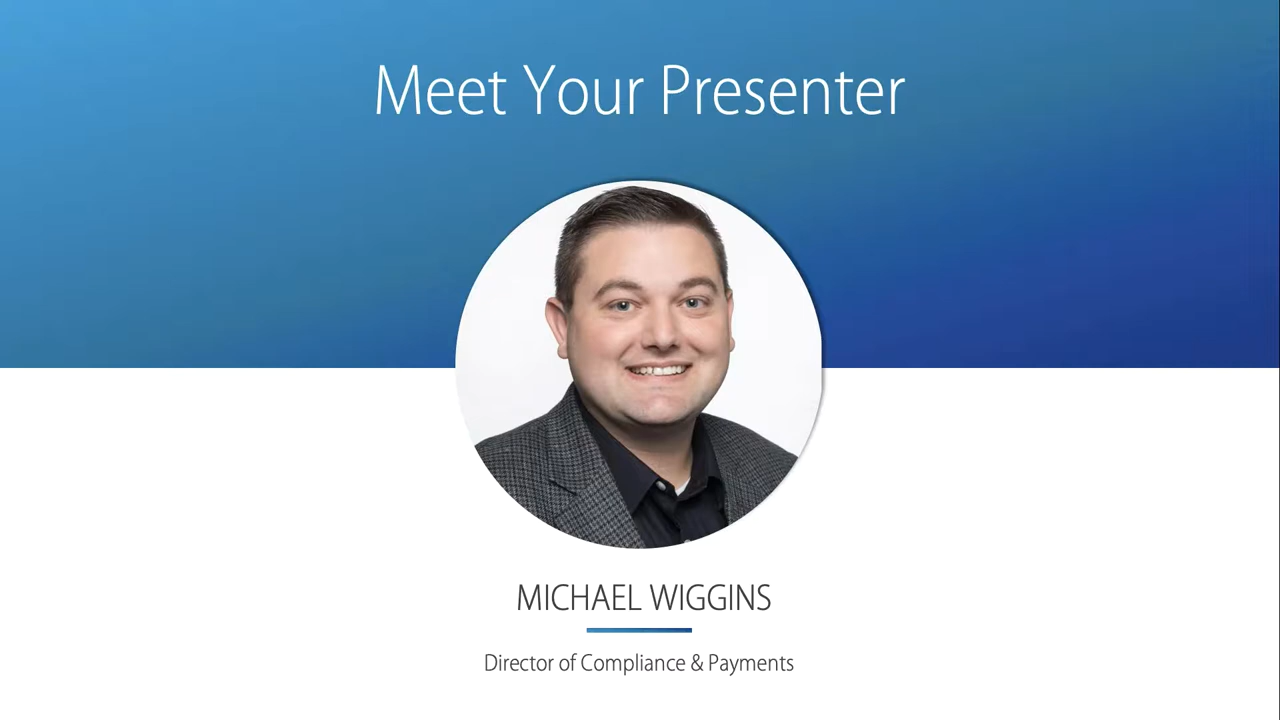 Meet Your Presenter
MICHAEL WIGGINS
Director of Compliance & Payments